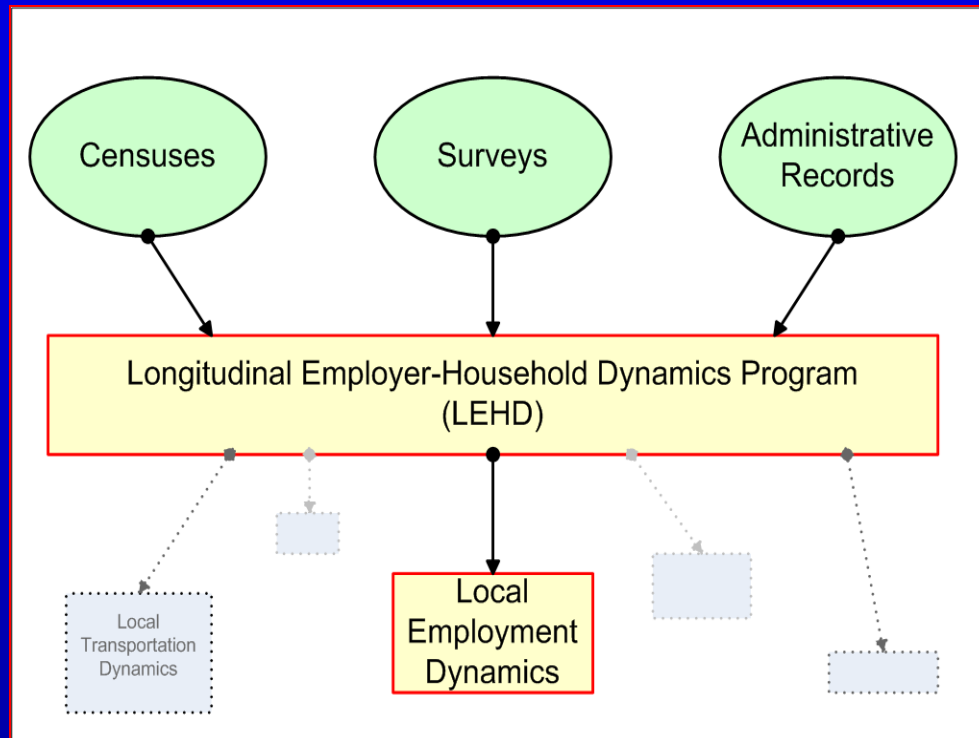 Censuses
Surveys
Administrative
Records
Longitudinal Employer-Household Dynamics Program
(LEHD)
Local
Transportation
Dynamics
Local
Employment
Dynamics